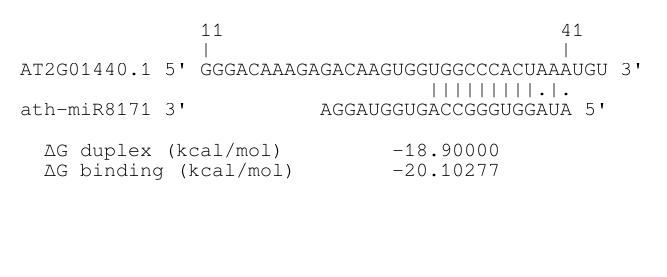 11 41
| |
AT2G01440.1 5' GGGACAAAGAGACAAGUGGUGGCCCACUAAAUGU 3'
|||||||||.|.
ath-miR8171 3' AGGAUGGUGACCGGGUGGAUA 5'
ΔG duplex (kcal/mol) -18.90000
ΔG binding (kcal/mol) -20.10277